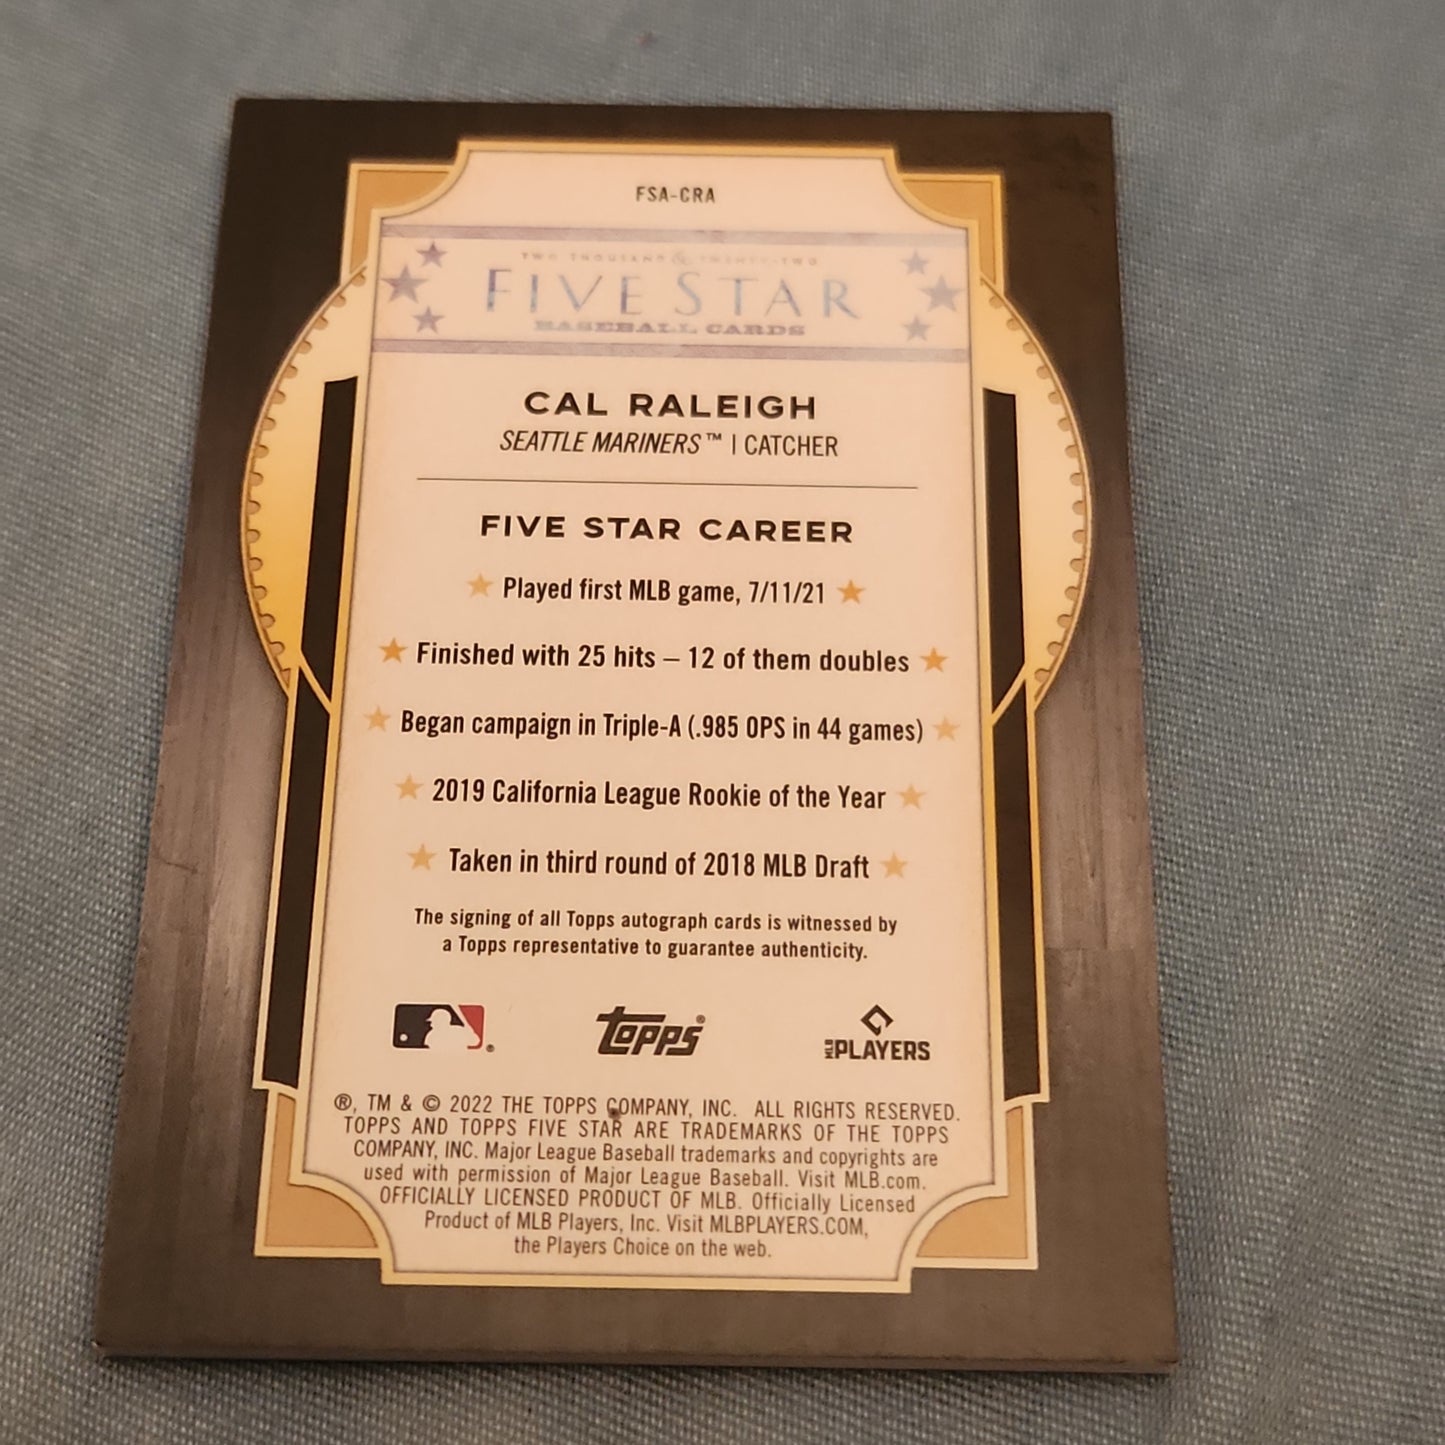 FSA-CRA
TWO THOUSAND & TWENTY-TWO
FIVE STAR
BASEBALL CARDS
CAL RALEIGH
SEATTLE MARINERS™ | CATCHER
FIVE STAR CAREER
Played first MLB game, 7/11/21
Finished with 25 hits – 12 of them doubles
Began campaign in Triple-A (.985 OPS in 44 games)
2019 California League Rookie of the Year
Taken in third round of 2018 MLB Draft
The signing of all Topps autograph cards is witnessed by
a Topps representative to guarantee authenticity.
® topps® MLB PLAYERS
®, TM & © 2022 THE TOPPS COMPANY, INC. ALL RIGHTS RESERVED.
TOPPS AND TOPPS FIVE STAR ARE TRADEMARKS OF THE TOPPS
COMPANY, INC. Major League Baseball trademarks and copyrights are
used with permission of Major League Baseball. Visit MLB.com.
OFFICIALLY LICENSED PRODUCT OF MLB. Officially Licensed
Product of MLB Players, Inc. Visit MLBPLAYERS.COM,
the Players Choice on the web.